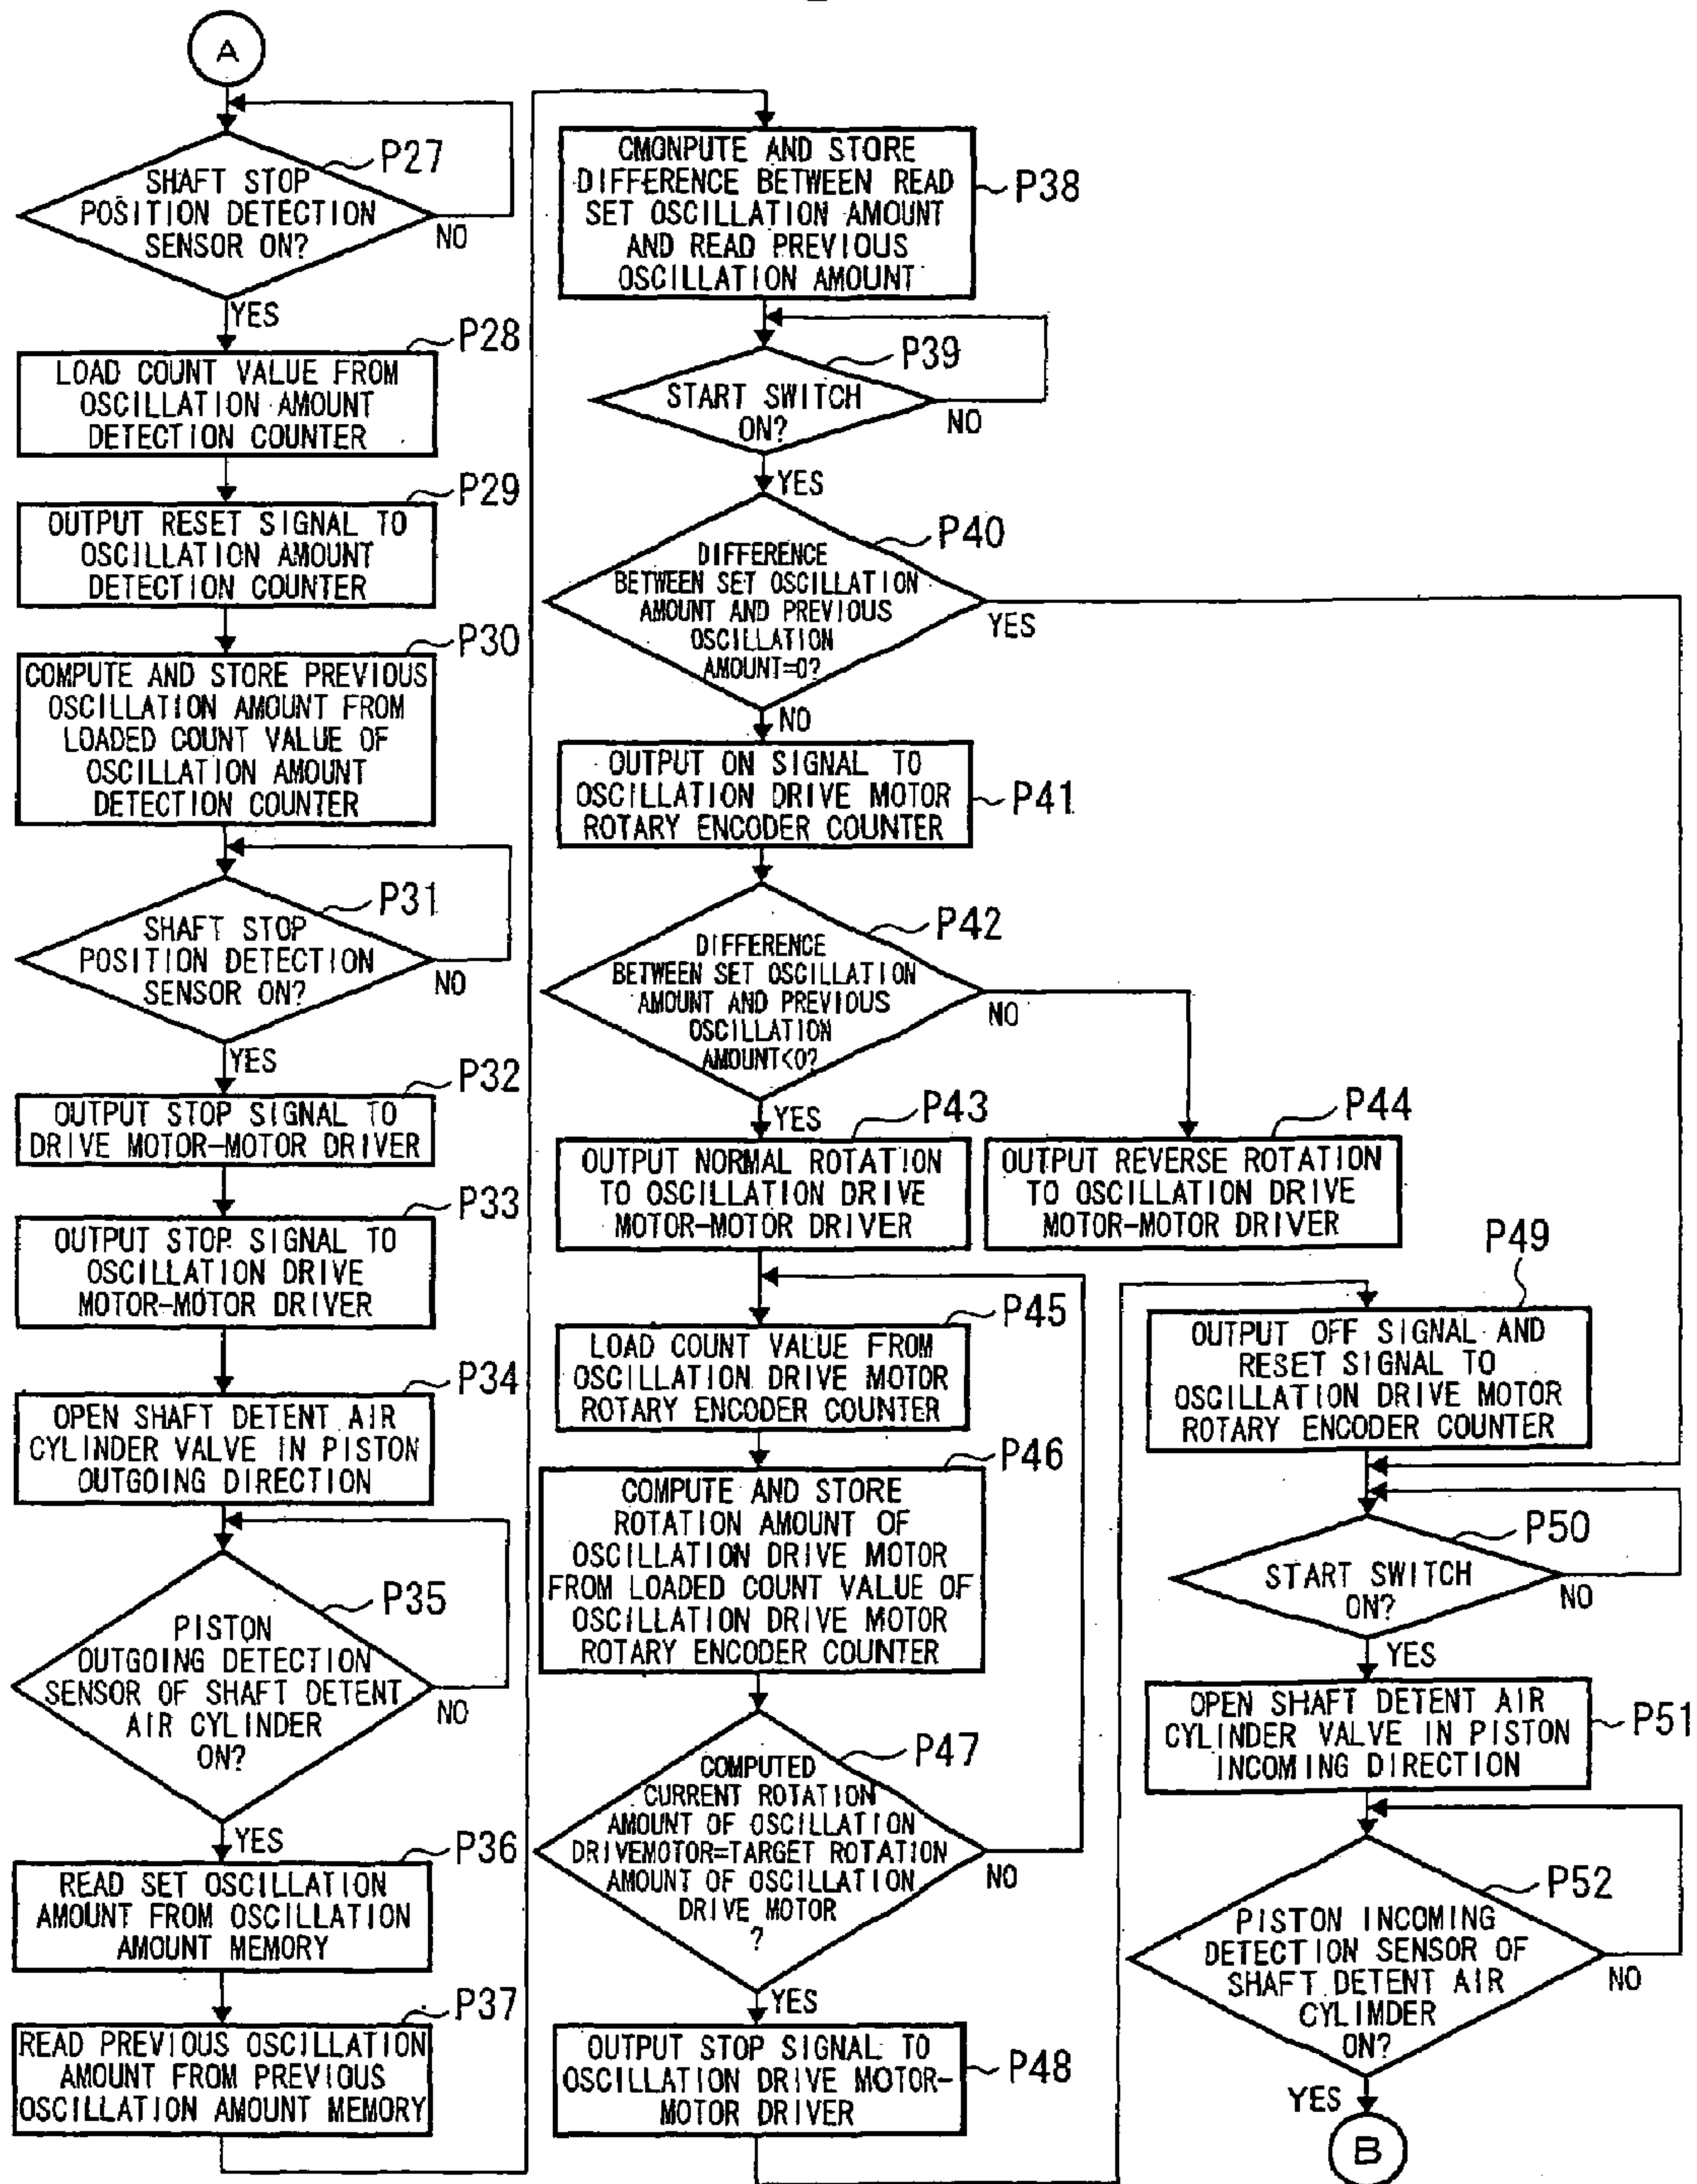 A
P27
SHAFT STOP
POSITION DETECTION
SENSOR ON?
NO
YES
P28
LOAD COUNT VALUE FROM
OSCILLATION AMOUNT
DETECTION COUNTER
P29
OUTPUT RESET SIGNAL TO
OSCILLATION AMOUNT
DETECTION COUNTER
P30
COMPUTE AND STORE PREVIOUS
OSCILLATION AMOUNT FROM
LOADED COUNT VALUE OF
OSCILLATION AMOUNT
DETECTION COUNTER
P31
SHAFT STOP
POSITION DETECTION
SENSOR ON?
NO
YES
P32
OUTPUT STOP SIGNAL TO
DRIVE MOTOR-MOTOR DRIVER
P33
OUTPUT STOP SIGNAL TO
OSCILLATION DRIVE
MOTOR-MOTOR DRIVER
P34
OPEN SHAFT DETENT AIR
CYLINDER VALVE IN PISTON
OUTGOING DIRECTION
P35
PISTON
OUTGOING DETECTION
SENSOR OF SHAFT DETENT
AIR CYLINDER
ON?
NO
YES
P36
READ SET OSCILLATION
AMOUNT FROM OSCILLATION
AMOUNT MEMORY
P37
READ PREVIOUS OSCILLATION
AMOUNT FROM PREVIOUS
OSCILLATION AMOUNT MEMORY
CMONPUTE AND STORE
DIFFERENCE BETWEEN READ
SET OSCILLATION AMOUNT
AND READ PREVIOUS
OSCILLATION AMOUNT
P38
P39
START SWITCH
ON?
NO
YES
P40
DIFFERENCE
BETWEEN SET OSCILLATION
AMOUNT AND PREVIOUS
OSCILLATION
AMOUNT=0?
YES
NO
OUTPUT ON SIGNAL TO
OSCILLATION DRIVE MOTOR
ROTARY ENCODER COUNTER
P41
P42
DIFFERENCE
BETWEEN SET OSCILLATION
AMOUNT AND PREVIOUS
OSCILLATION
AMOUNT<0?
NO
YES
P43
OUTPUT NORMAL ROTATION
TO OSCILLATION DRIVE
MOTOR-MOTOR DRIVER
P44
OUTPUT REVERSE ROTATION
TO OSCILLATION DRIVE
MOTOR-MOTOR DRIVER
P45
LOAD COUNT VALUE FROM
OSCILLATION DRIVE MOTOR
ROTARY ENCODER COUNTER
P46
COMPUTE AND STORE
ROTATION AMOUNT OF
OSCILLATION DRIVE MOTOR
FROM LOADED COUNT VALUE OF
OSCILLATION DRIVE MOTOR
ROTARY ENCODER COUNTER
P47
COMPUTED
CURRENT ROTATION
AMOUNT OF OSCILLATION
DRIVEMOTOR=TARGET ROTATION
AMOUNT OF OSCILLATION
DRIVE MOTOR
?
NO
YES
OUTPUT STOP SIGNAL TO
OSCILLATION DRIVE MOTOR-
MOTOR DRIVER
P48
P49
OUTPUT OFF SIGNAL AND
RESET SIGNAL TO
OSCILLATION DRIVE MOTOR
ROTARY ENCODER COUNTER
P50
START SWITCH
ON?
NO
YES
OPEN SHAFT DETENT AIR
CYLINDER VALVE IN PISTON
INCOMING DIRECTION
P51
P52
PISTON INCOMING
DETECTION SENSOR OF
SHAFT DETENT AIR
CYLIMDER
ON?
NO
YES
B